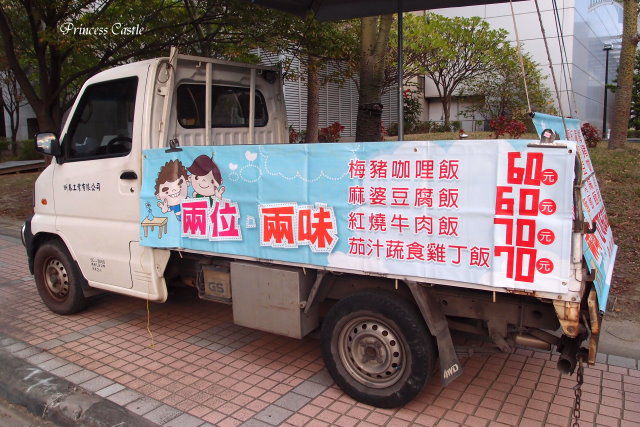 Princess Castle
兩位 兩味
梅豬咖哩飯 60元
麻婆豆腐飯 60元
紅燒牛肉飯 70元
茄汁蔬食雞丁飯 70元
GS
4WD